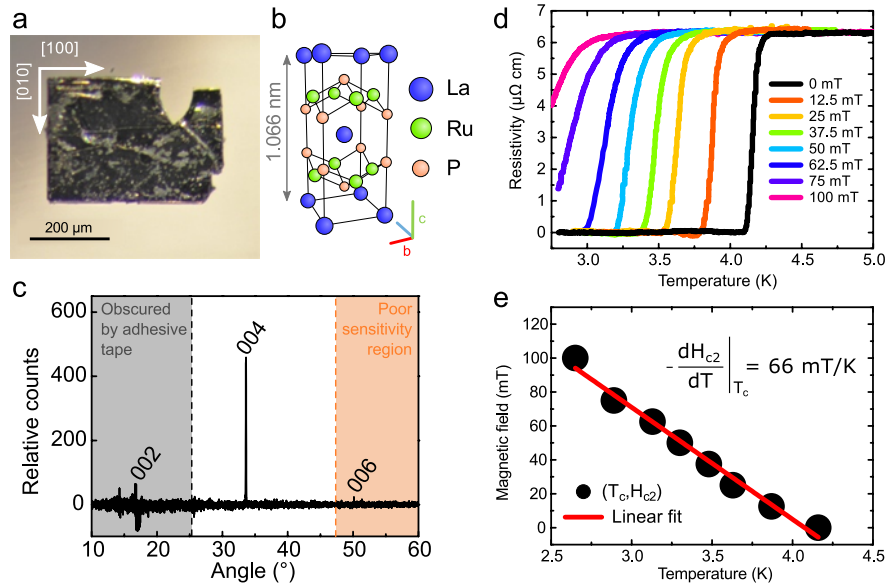 a
[100]
[010]
200 μm
b
1.066 nm
La
Ru
P
c
b
c
Relative counts
600
400
200
0
Obscured
by adhesive
tape
Poor
sensitivity
region
002
004
006
10
20
30
40
50
60
Angle (°)
d
Resistivity (μΩ cm)
7
6
5
4
3
2
1
0
0 mT
12.5 mT
25 mT
37.5 mT
50 mT
62.5 mT
75 mT
100 mT
3.0
3.5
4.0
4.5
5.0
Temperature (K)
e
Magnetic field (mT)
120
100
80
60
40
20
0
- dHc2/dT |Tc = 66 mT/K
(Tc,Hc2)
Linear fit
2.5
3.0
3.5
4.0
4.5
Temperature (K)